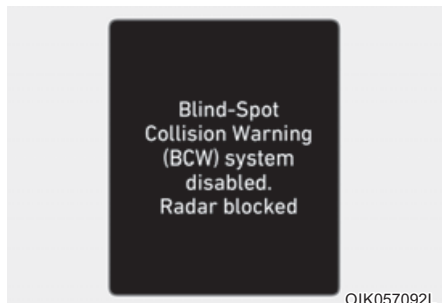 Blind-Spot
Collision Warning
(BCW) system
disabled.
Radar blocked
OIK057092L